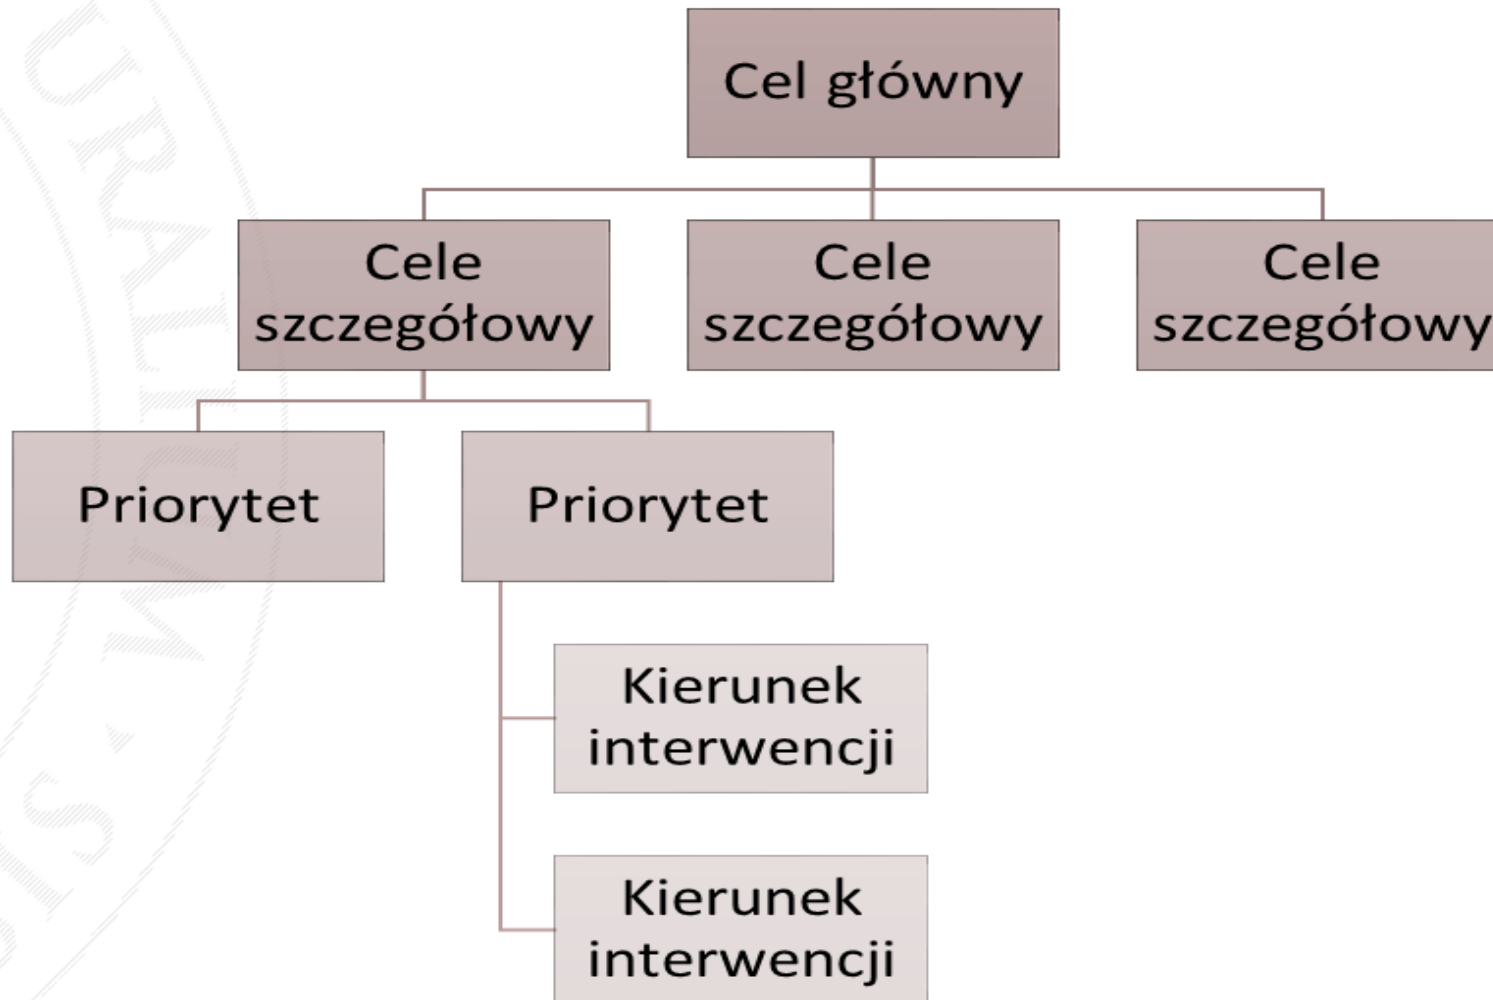 Cel główny
Cele
szczegółowy
Cele
szczegółowy
Cele
szczegółowy
Priorytet
Priorytet
Kierunek
interwencji
Kierunek
interwencji